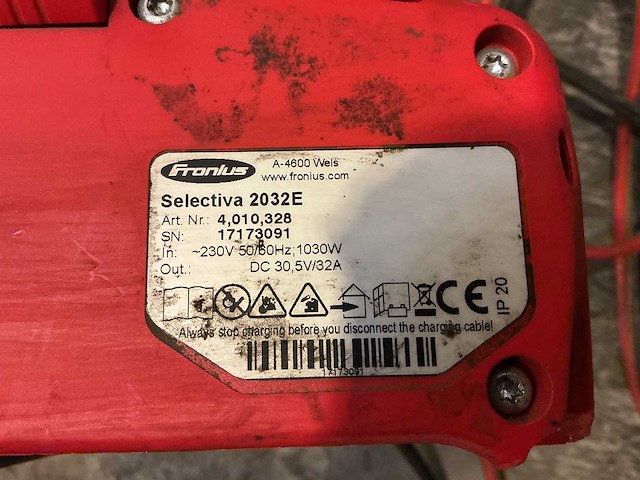 Fronius
A-4600 Wels
www.fronius.com
Selectiva 2032E
Art. Nr.: 4,010,328
SN: 17173091
In: ~230V 50/60Hz;1030W
Out.: DC 30,5V/32A
CE
IP 20
Always stop charging before you disconnect the charging cable!
17173091